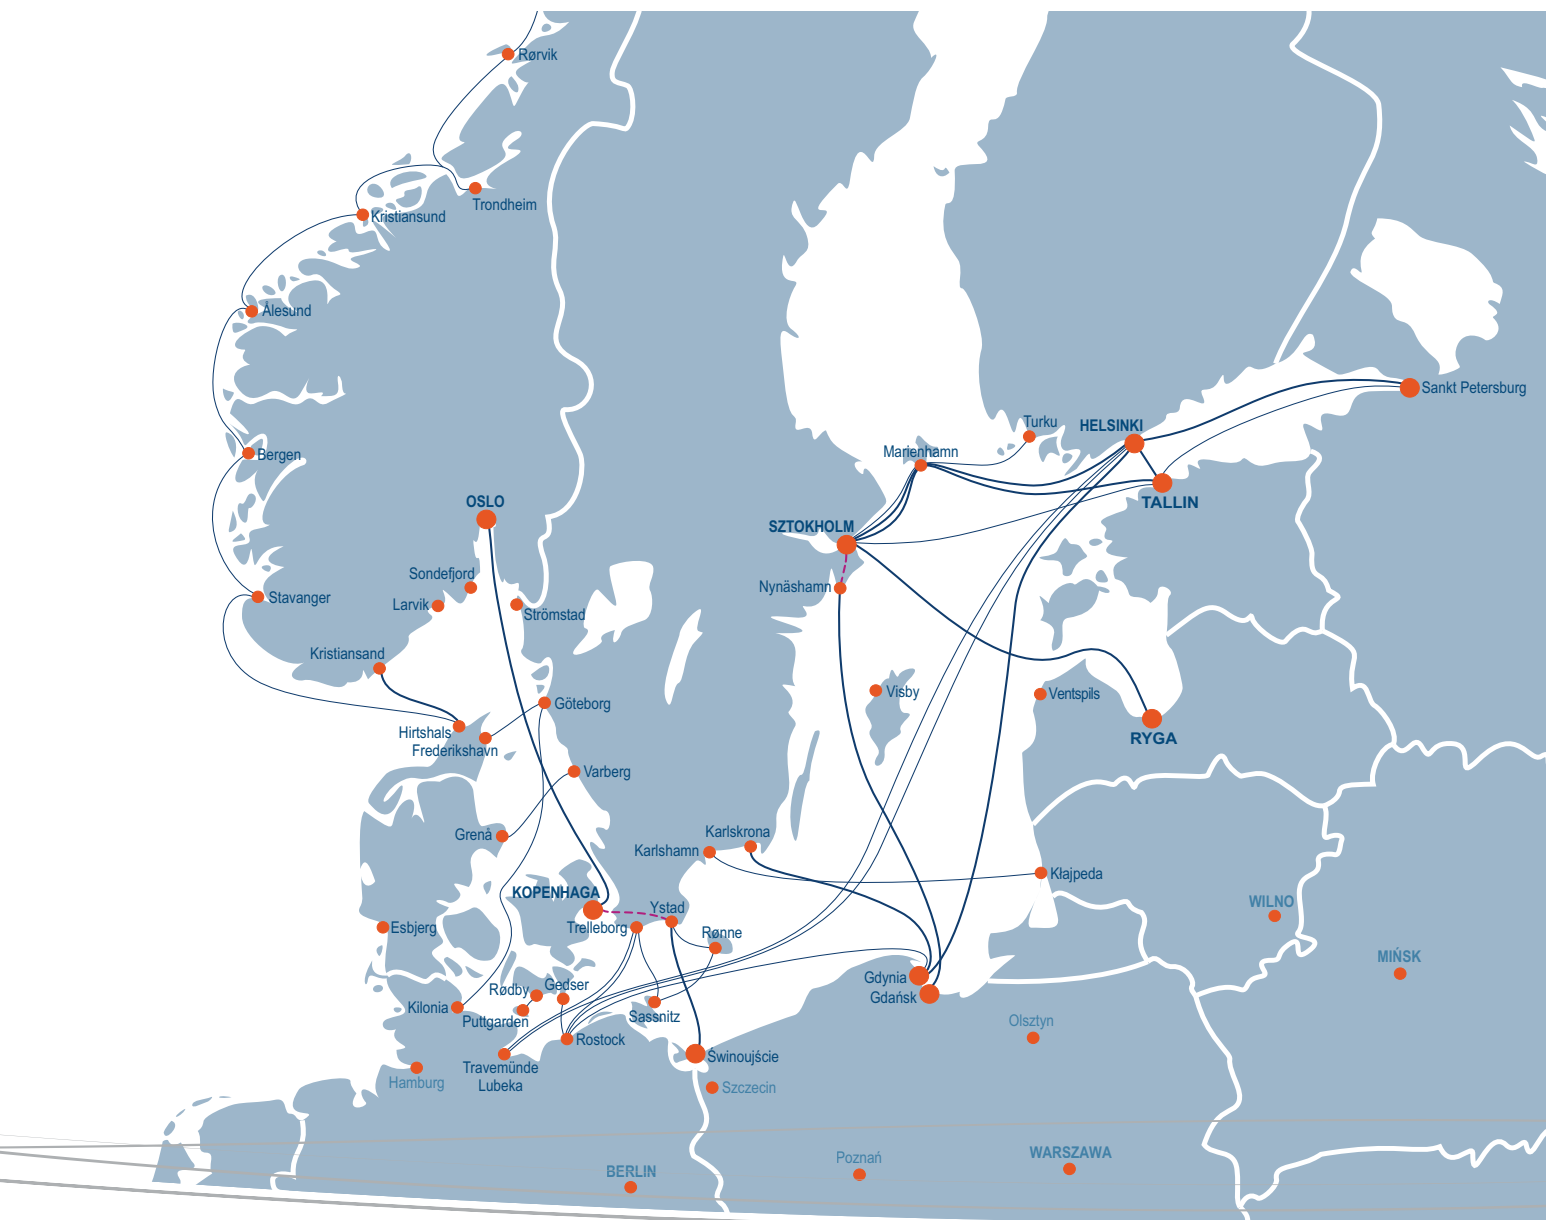 Rørvik
Trondheim
Kristiansund
Ålesund
Sankt Petersburg
Turku
HELSINKI
Marienhamn
Bergen
OSLO
TALLIN
SZTOKHOLM
Sondefjord
Nynäshamn
Stavanger
Larvik
Strömstad
Kristiansand
Visby
Ventspils
Göteborg
Hirtshals
RYGA
Frederikshavn
Varberg
Grenå
Karlskrona
Karlshamn
Kłajpeda
KOPENHAGA
WILNO
Ystad
Esbjerg
Trelleborg
Rønne
MIŃSK
Gdynia
Gedser
Rødby
Gdańsk
Kilonia
Puttgarden
Sassnitz
Olsztyn
Rostock
Świnoujście
Travemünde
Lubeka
Hamburg
Szczecin
WARSZAWA
Poznań
BERLIN